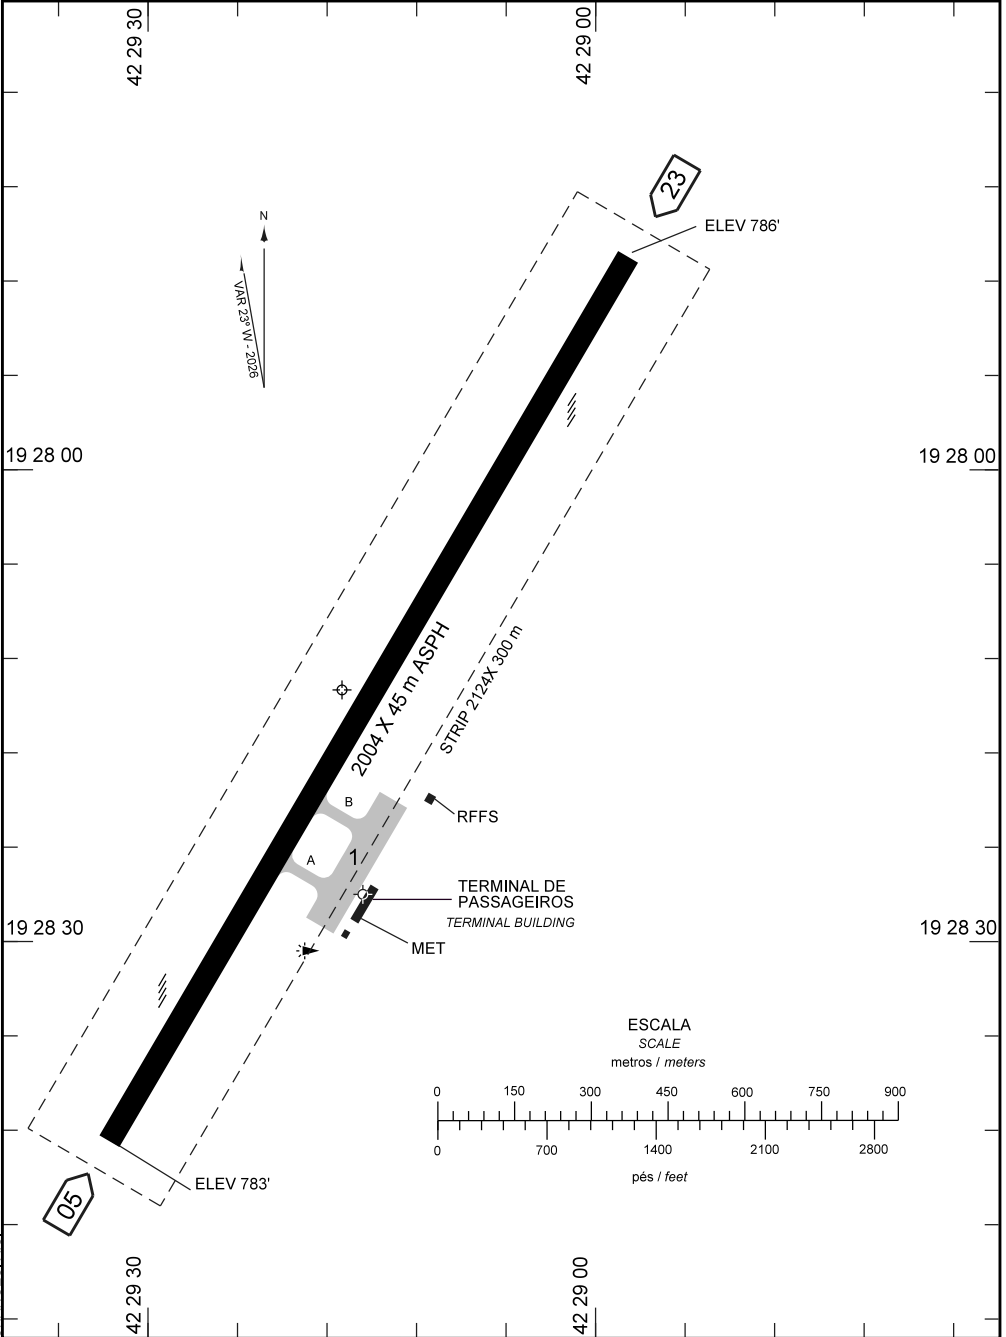 42 29 30
42 29 00
23
ELEV 786'
N
VAR 23° W - 2026
19 28 00
19 28 00
2004 X 45 m ASPH
STRIP 2124X 300 m
B
RFFS
A
1
TERMINAL DE
PASSAGEIROS
TERMINAL BUILDING
19 28 30
19 28 30
MET
ESCALA
SCALE
metros / meters
0 150 300 450 600 750 900
0 700 1400 2100 2800
pés / feet
ELEV 783'
05
42 29 30
42 29 00